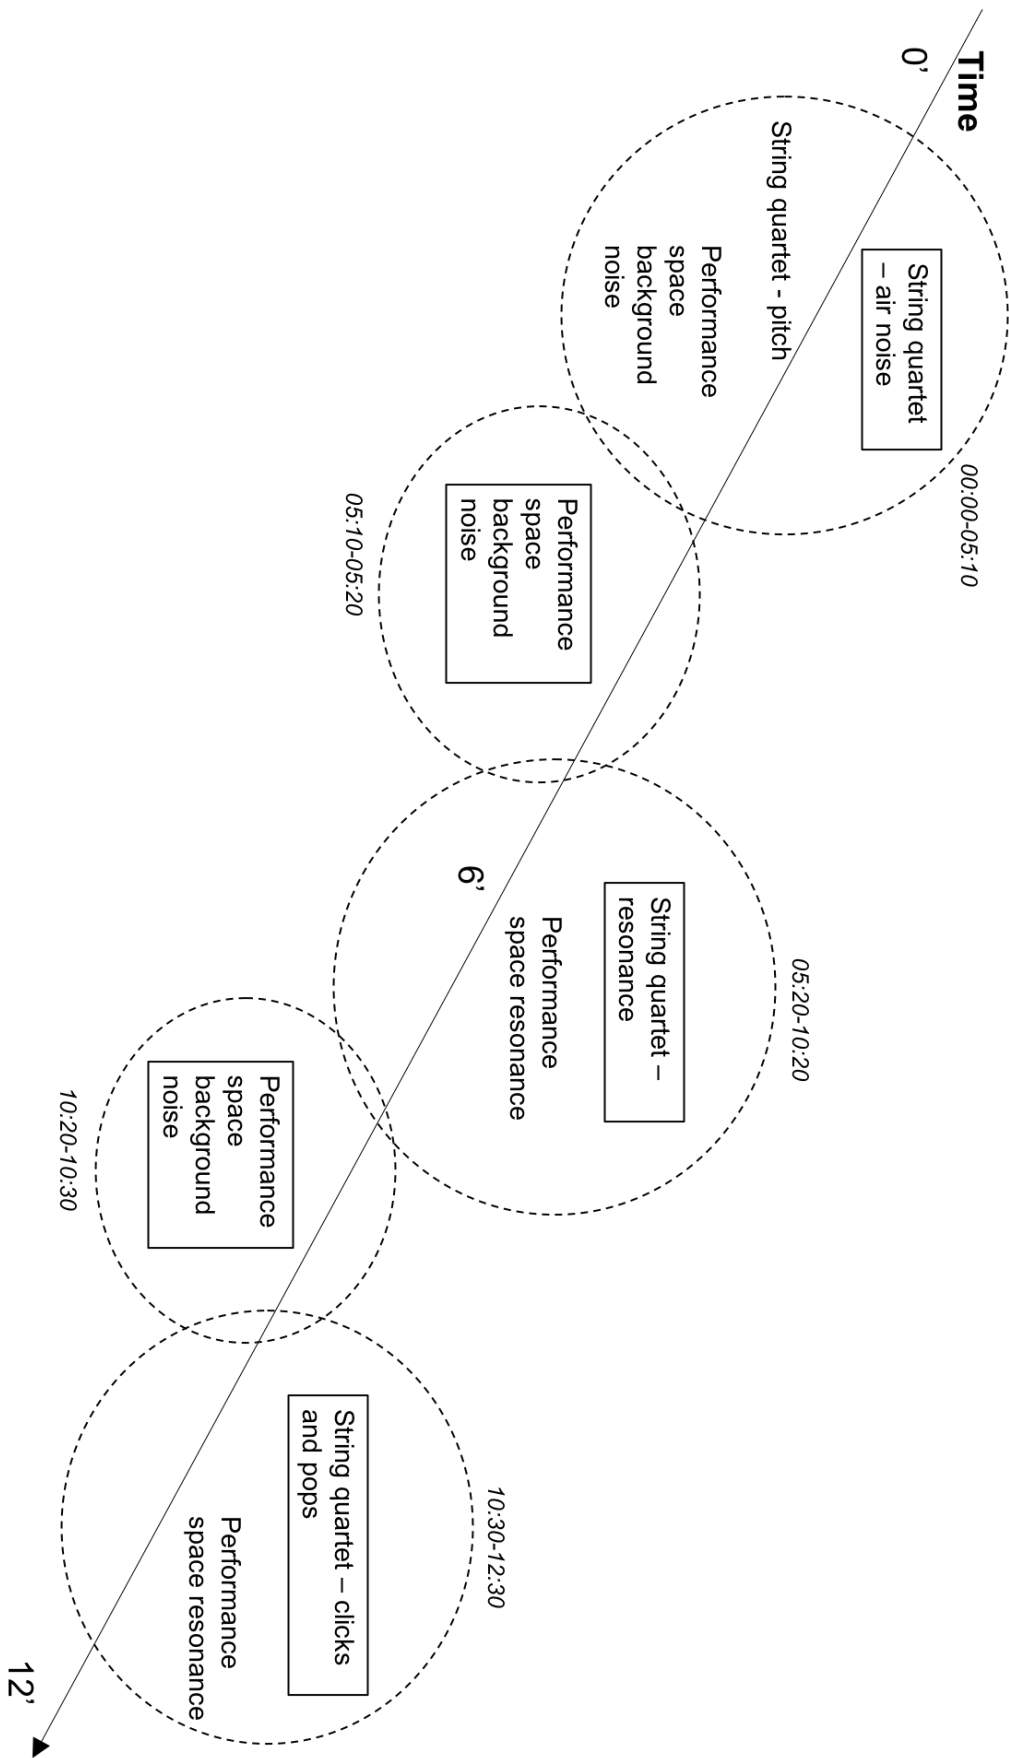 Time
0’
String quartet
– air noise
String quartet - pitch
Performance
space
background
noise
00:00-05:10
Performance
space
background
noise
05:10-05:20
6’
String quartet –
resonance
Performance
space resonance
05:20-10:20
Performance
space
background
noise
10:20-10:30
String quartet – clicks
and pops
Performance
space resonance
10:30-12:30
12’